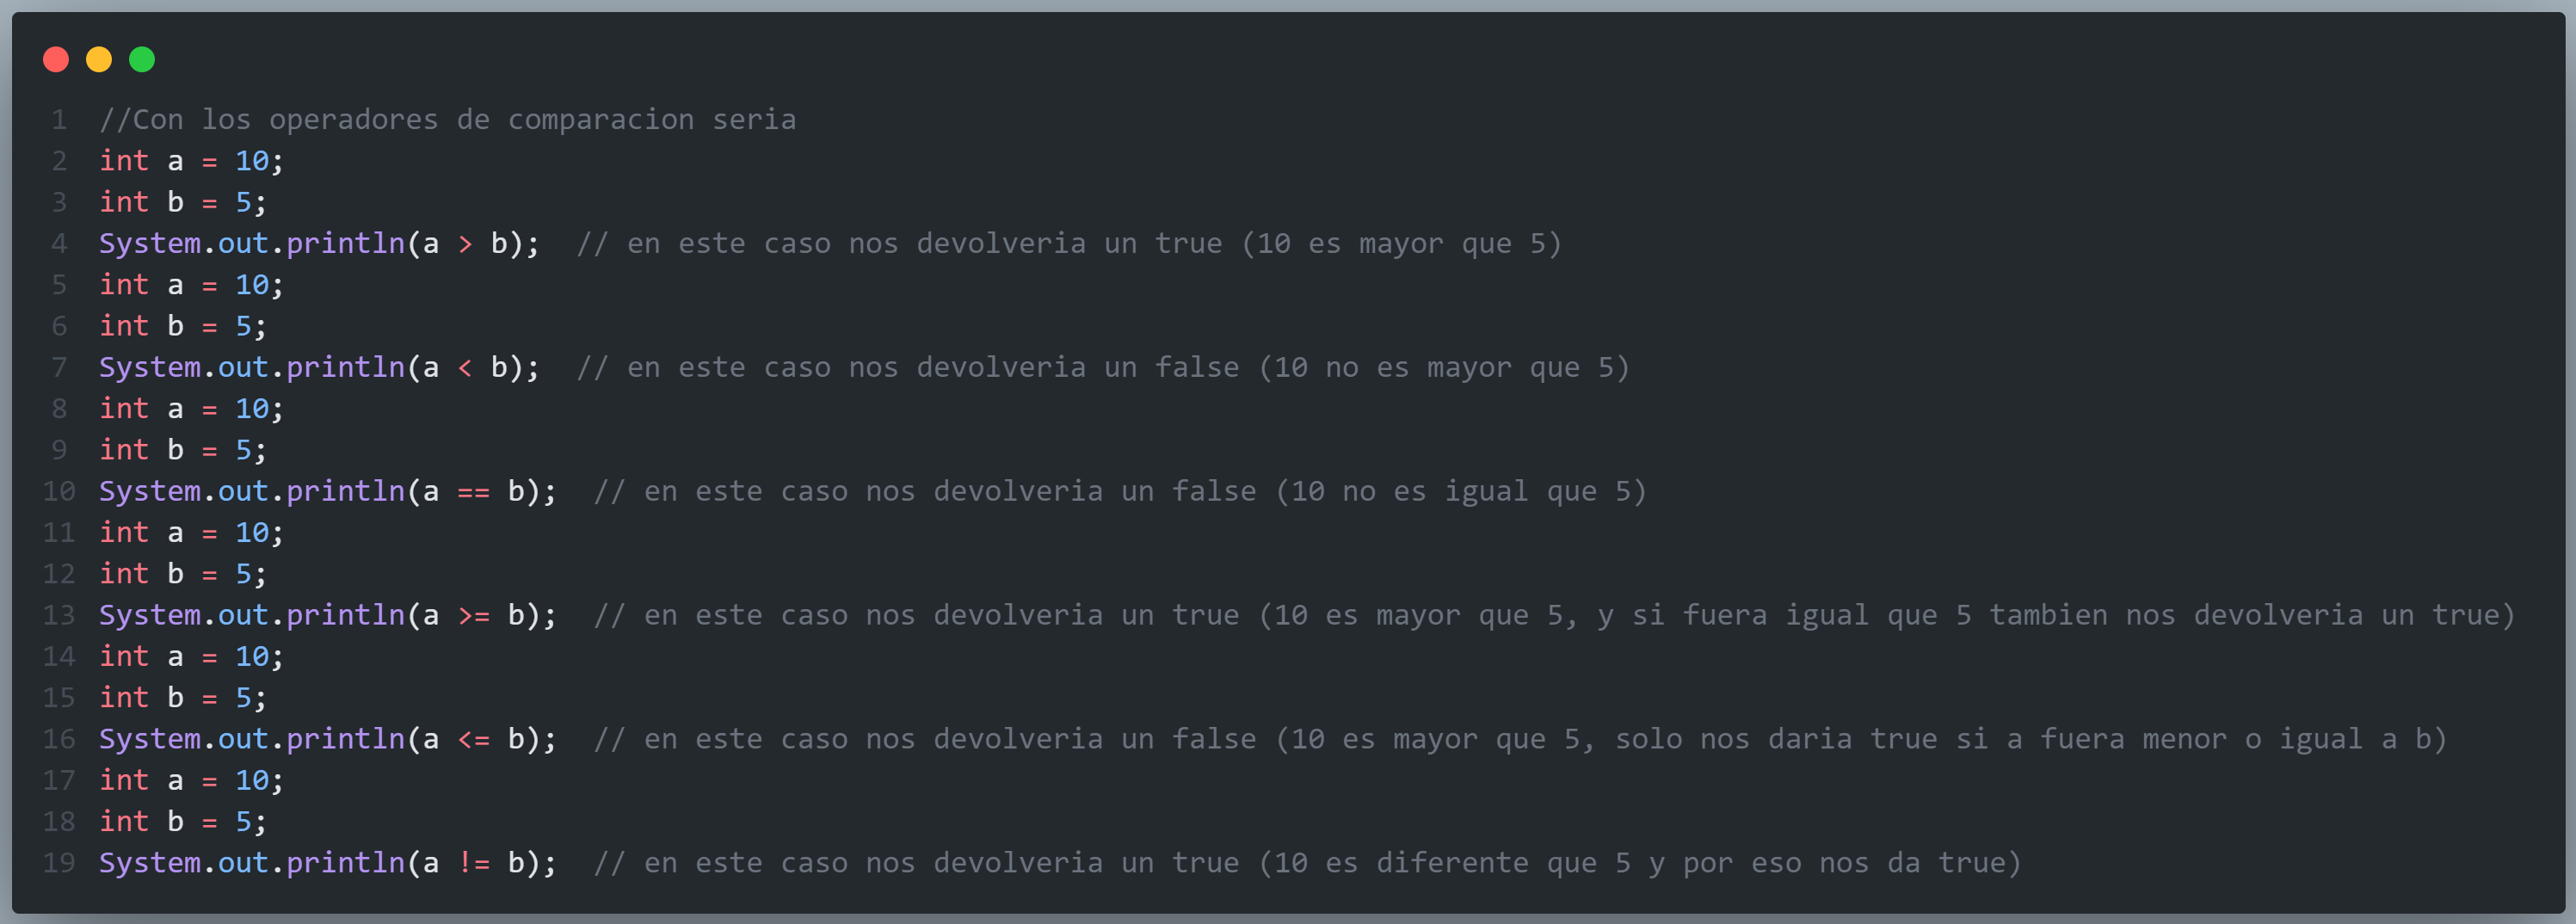 1 //Con los operadores de comparacion seria
2 int a = 10;
3 int b = 5;
4 System.out.println(a > b);  // en este caso nos devolveria un true (10 es mayor que 5)
5 int a = 10;
6 int b = 5;
7 System.out.println(a < b);  // en este caso nos devolveria un false (10 no es mayor que 5)
8 int a = 10;
9 int b = 5;
10 System.out.println(a == b);  // en este caso nos devolveria un false (10 no es igual que 5)
11 int a = 10;
12 int b = 5;
13 System.out.println(a >= b);  // en este caso nos devolveria un true (10 es mayor que 5, y si fuera igual que 5 tambien nos devolveria un true)
14 int a = 10;
15 int b = 5;
16 System.out.println(a <= b);  // en este caso nos devolveria un false (10 es mayor que 5, solo nos daria true si a fuera menor o igual a b)
17 int a = 10;
18 int b = 5;
19 System.out.println(a != b);  // en este caso nos devolveria un true (10 es diferente que 5 y por eso nos da true)